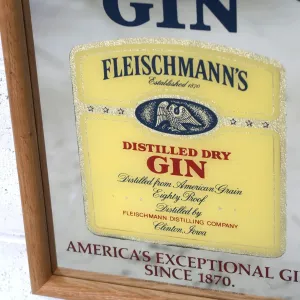 GIN
FLEISCHMANN'S
Established 1870
DISTILLED DRY
GIN
Distilled from American Grain
Eighty Proof
Distilled by
FLEISCHMANN DISTILLING COMPANY
Clinton, Iowa
AMERICA'S EXCEPTIONAL GI
SINCE 1870.